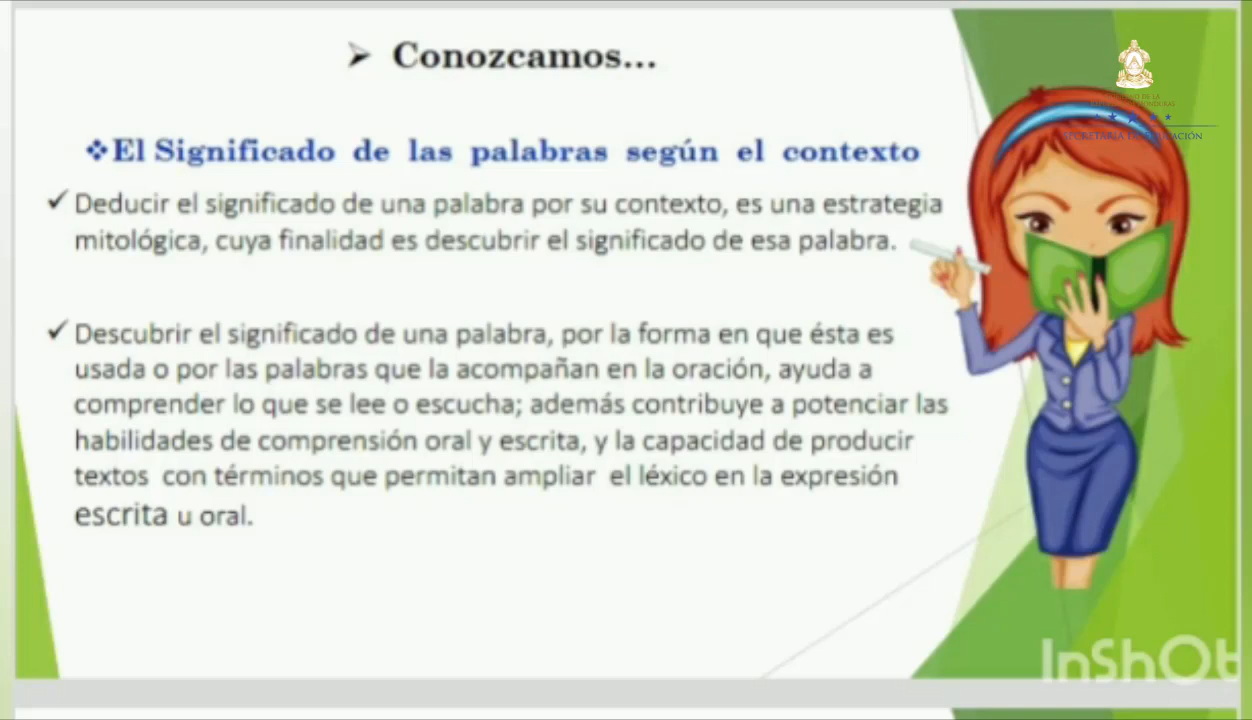 ➢ Conozcamos...
❖El Significado de las palabras según el contexto
✓ Deducir el significado de una palabra por su contexto, es una estrategia
mitológica, cuya finalidad es descubrir el significado de esa palabra.
✓ Descubrir el significado de una palabra, por la forma en que ésta es
usada o por las palabras que la acompañan en la oración, ayuda a
comprender lo que se lee o escucha; además contribuye a potenciar las
habilidades de comprensión oral y escrita, y la capacidad de producir
textos con términos que permitan ampliar el léxico en la expresión
escrita u oral.
SECRETARÍA DE EDUCACIÓN
InShOt